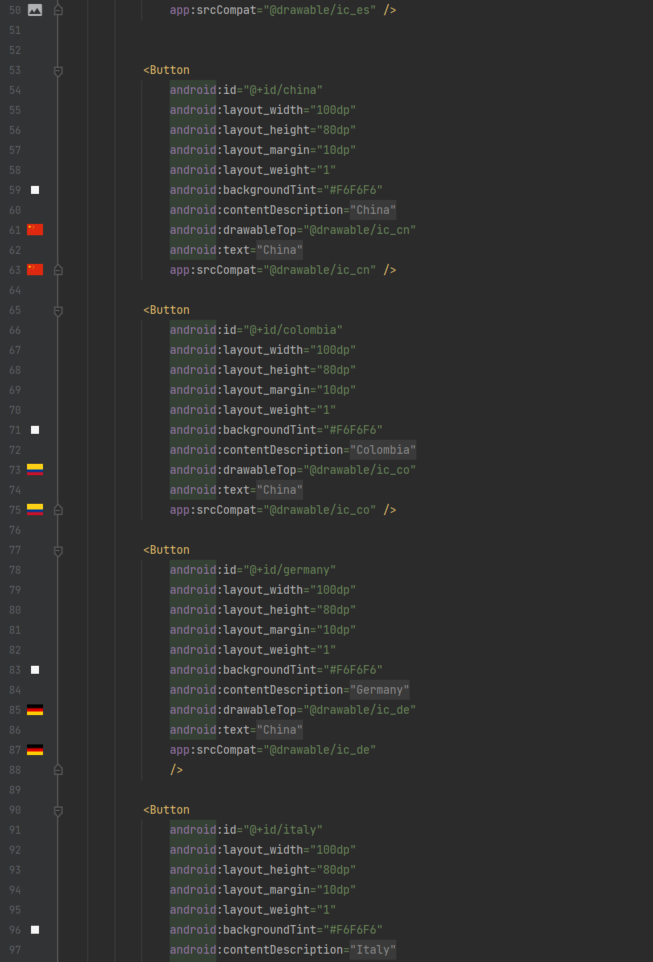 50 app:srcCompat="@drawable/ic_es" />
51
52
53 <Button
54 android:id="@+id/china"
55 android:layout_width="100dp"
56 android:layout_height="80dp"
57 android:layout_margin="10dp"
58 android:layout_weight="1"
59 android:backgroundTint="#F6F6F6"
60 android:contentDescription="China"
61 android:drawableTop="@drawable/ic_cn"
62 android:text="China"
63 app:srcCompat="@drawable/ic_cn" />
64
65 <Button
66 android:id="@+id/colombia"
67 android:layout_width="100dp"
68 android:layout_height="80dp"
69 android:layout_margin="10dp"
70 android:layout_weight="1"
71 android:backgroundTint="#F6F6F6"
72 android:contentDescription="Colombia"
73 android:drawableTop="@drawable/ic_co"
74 android:text="China"
75 app:srcCompat="@drawable/ic_co" />
76
77 <Button
78 android:id="@+id/germany"
79 android:layout_width="100dp"
80 android:layout_height="80dp"
81 android:layout_margin="10dp"
82 android:layout_weight="1"
83 android:backgroundTint="#F6F6F6"
84 android:contentDescription="Germany"
85 android:drawableTop="@drawable/ic_de"
86 android:text="China"
87 app:srcCompat="@drawable/ic_de"
88 />
89
90 <Button
91 android:id="@+id/italy"
92 android:layout_width="100dp"
93 android:layout_height="80dp"
94 android:layout_margin="10dp"
95 android:layout_weight="1"
96 android:backgroundTint="#F6F6F6"
97 android:contentDescription="Italy"